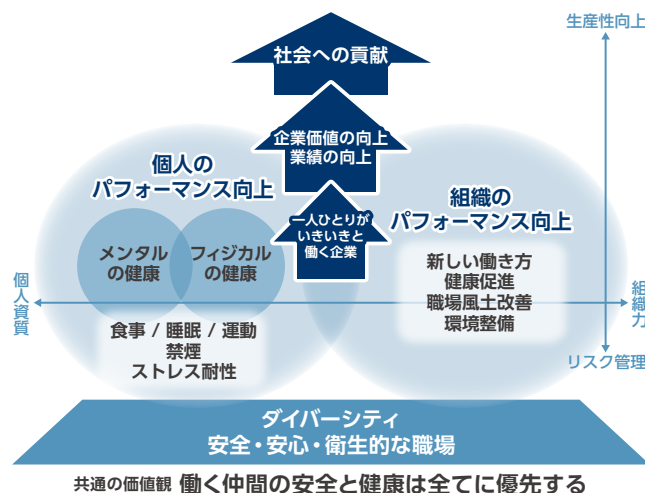 生産性向上
社会への貢献
企業価値の向上
業績の向上
個人の
パフォーマンス向上
組織の
パフォーマンス向上
一人ひとりが
いきいきと
働く企業
メンタル
の健康
フィジカル
の健康
新しい働き方
健康促進
職場風土改善
環境整備
個人資質
組織力
食事 / 睡眠 / 運動
禁煙
ストレス耐性
リスク管理
ダイバーシティ
安全・安心・衛生的な職場
共通の価値観 働く仲間の安全と健康は全てに優先する